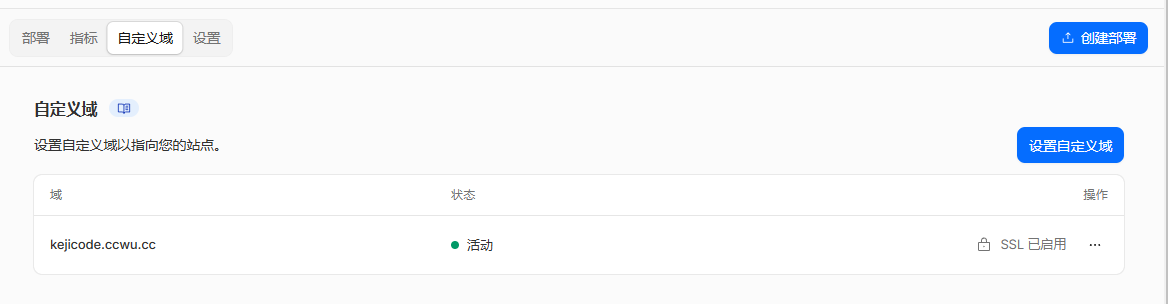 部署 指标 自定义域 设置 创建部署
自定义域
设置自定义域以指向您的站点。 设置自定义域
域 状态 操作
kejicode.ccwu.cc 活动 SSL 已启用 ...